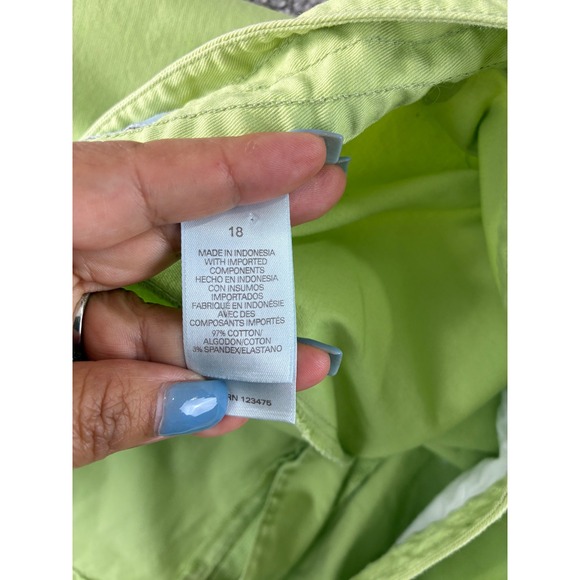 18
MADE IN INDONESIA
WITH IMPORTED
COMPONENTS
HECHO EN INDONESIA
CON INSUMOS
IMPORTADOS
FABRIQUÉ EN INDONÉSIE
AVEC DES
COMPOSANTS IMPORTÉS
97% COTTON/
ALGODON/COTON
3% SPANDEX/ELASTANO
RN 123475